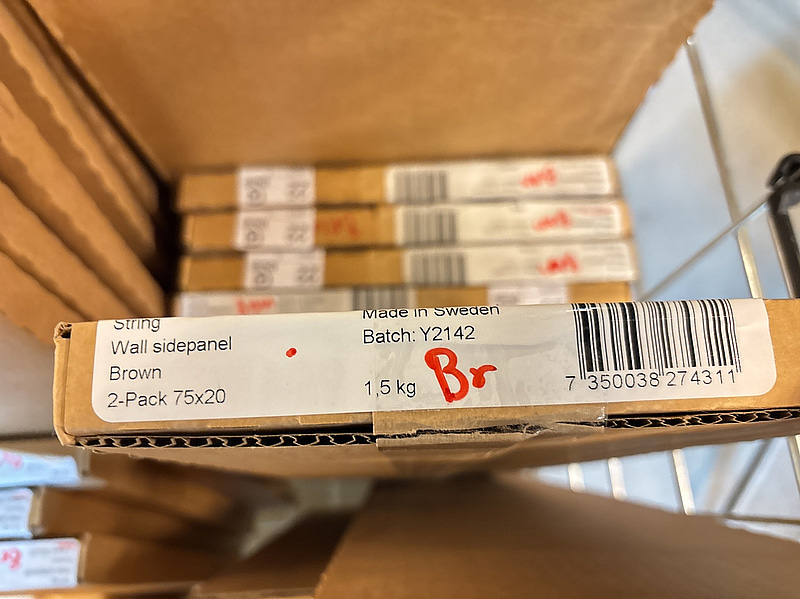 String
Wall sidepanel
Brown
2-Pack 75x20
Made in Sweden
Batch: Y2142
1,5 kg
Br
7 350038 274311